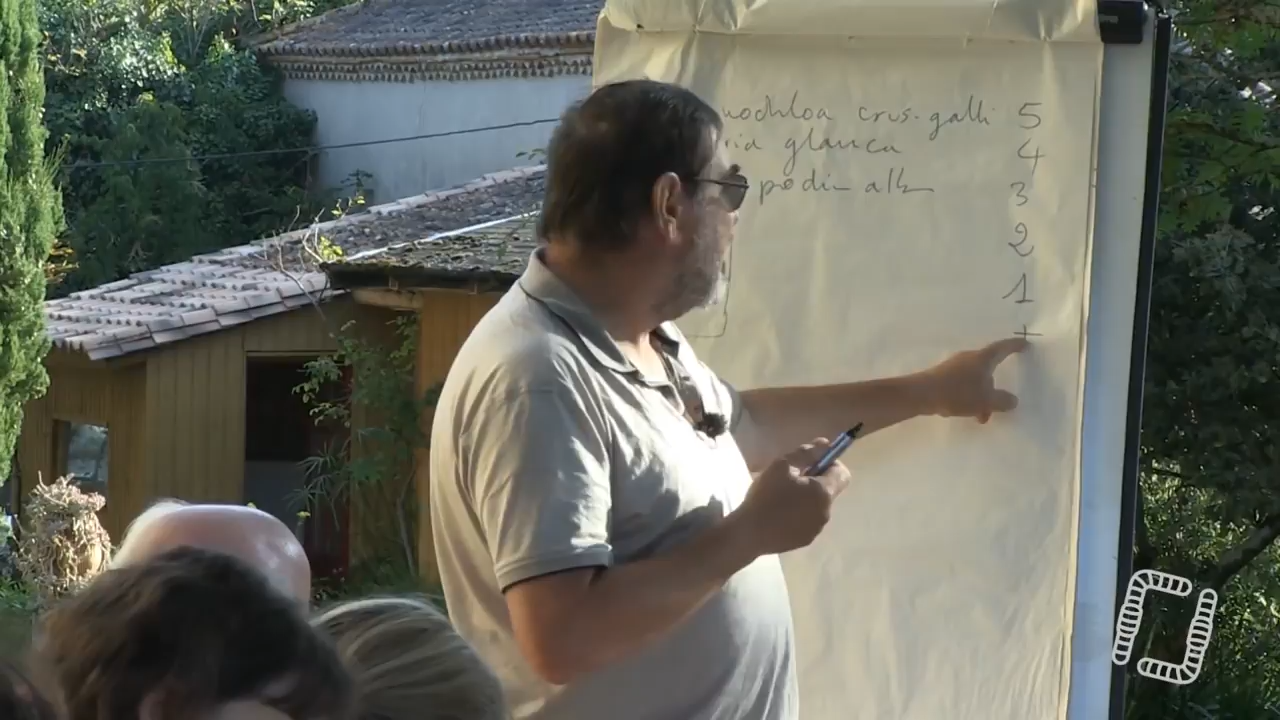 nochloa crus-galli 5
ria glauca 4
podi alb 3
2
1
+